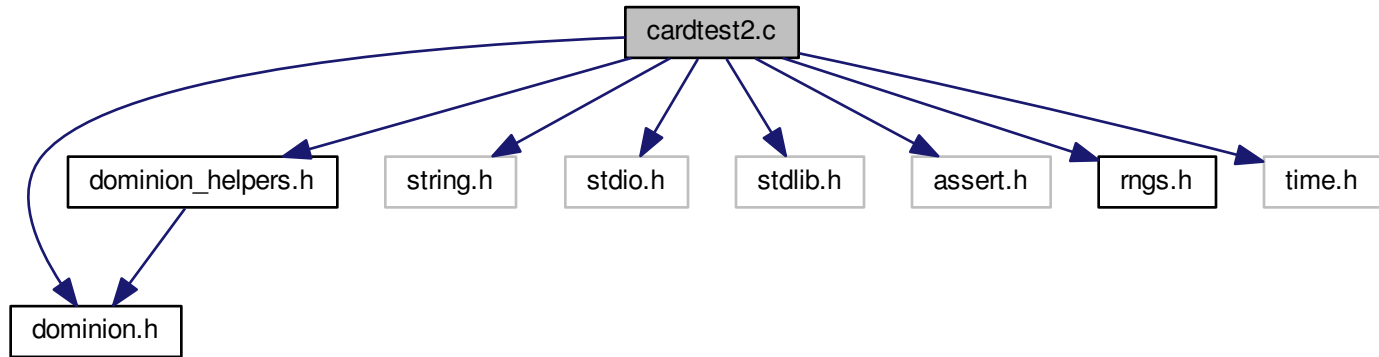 cardtest2.c
dominion_helpers.h
string.h
stdio.h
stdlib.h
assert.h
rngs.h
time.h
dominion.h